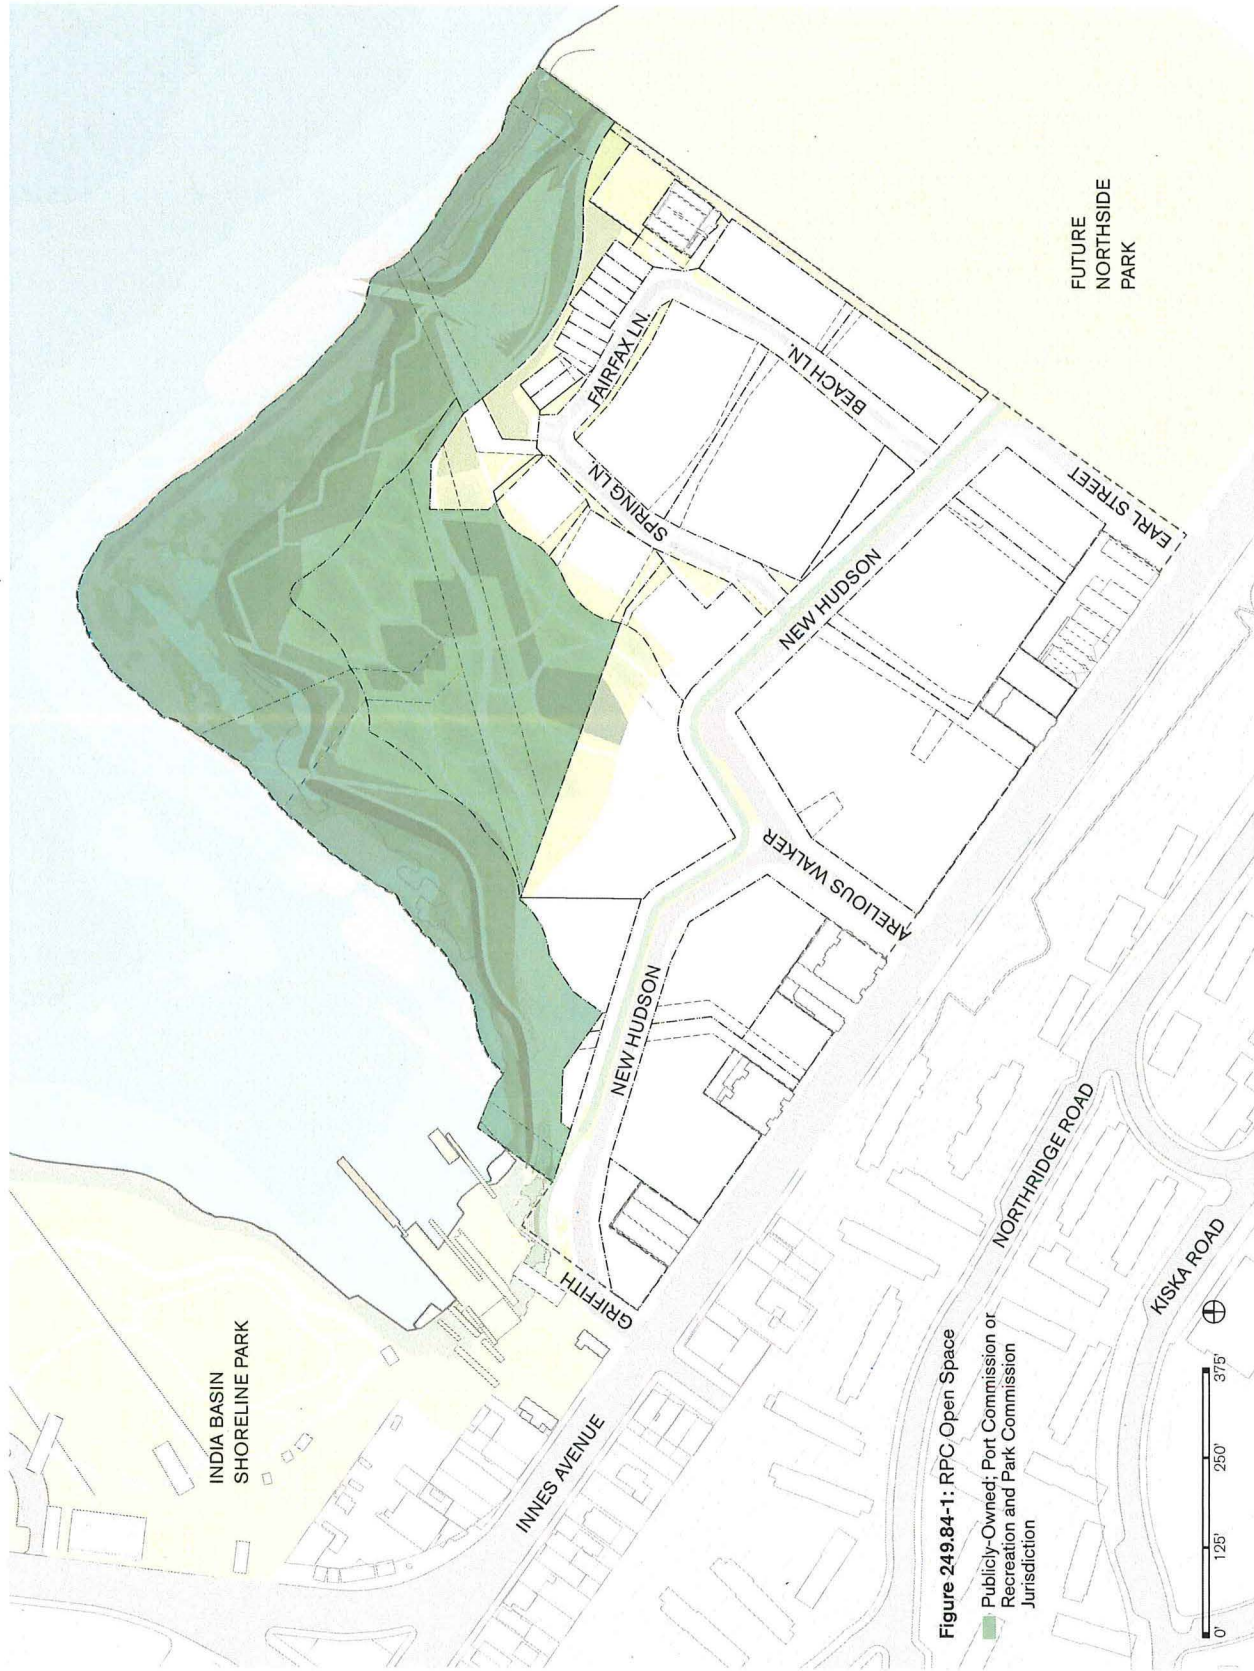 INDIA BASIN
SHORELINE PARK
INNES AVENUE
GRIFFITH
NEW HUDSON
ARELIOUS WALKER
NEW HUDSON
SPRING LN
FAIRFAX LN.
BEACH LN.
EARL STREET
FUTURE
NORTHSIDE
PARK
NORTHRIDGE ROAD
KISKA ROAD
Figure 249.84-1: RPC Open Space
Publicly-Owned; Port Commission or
Recreation and Park Commission
Jurisdiction
0' 125' 250' 375'